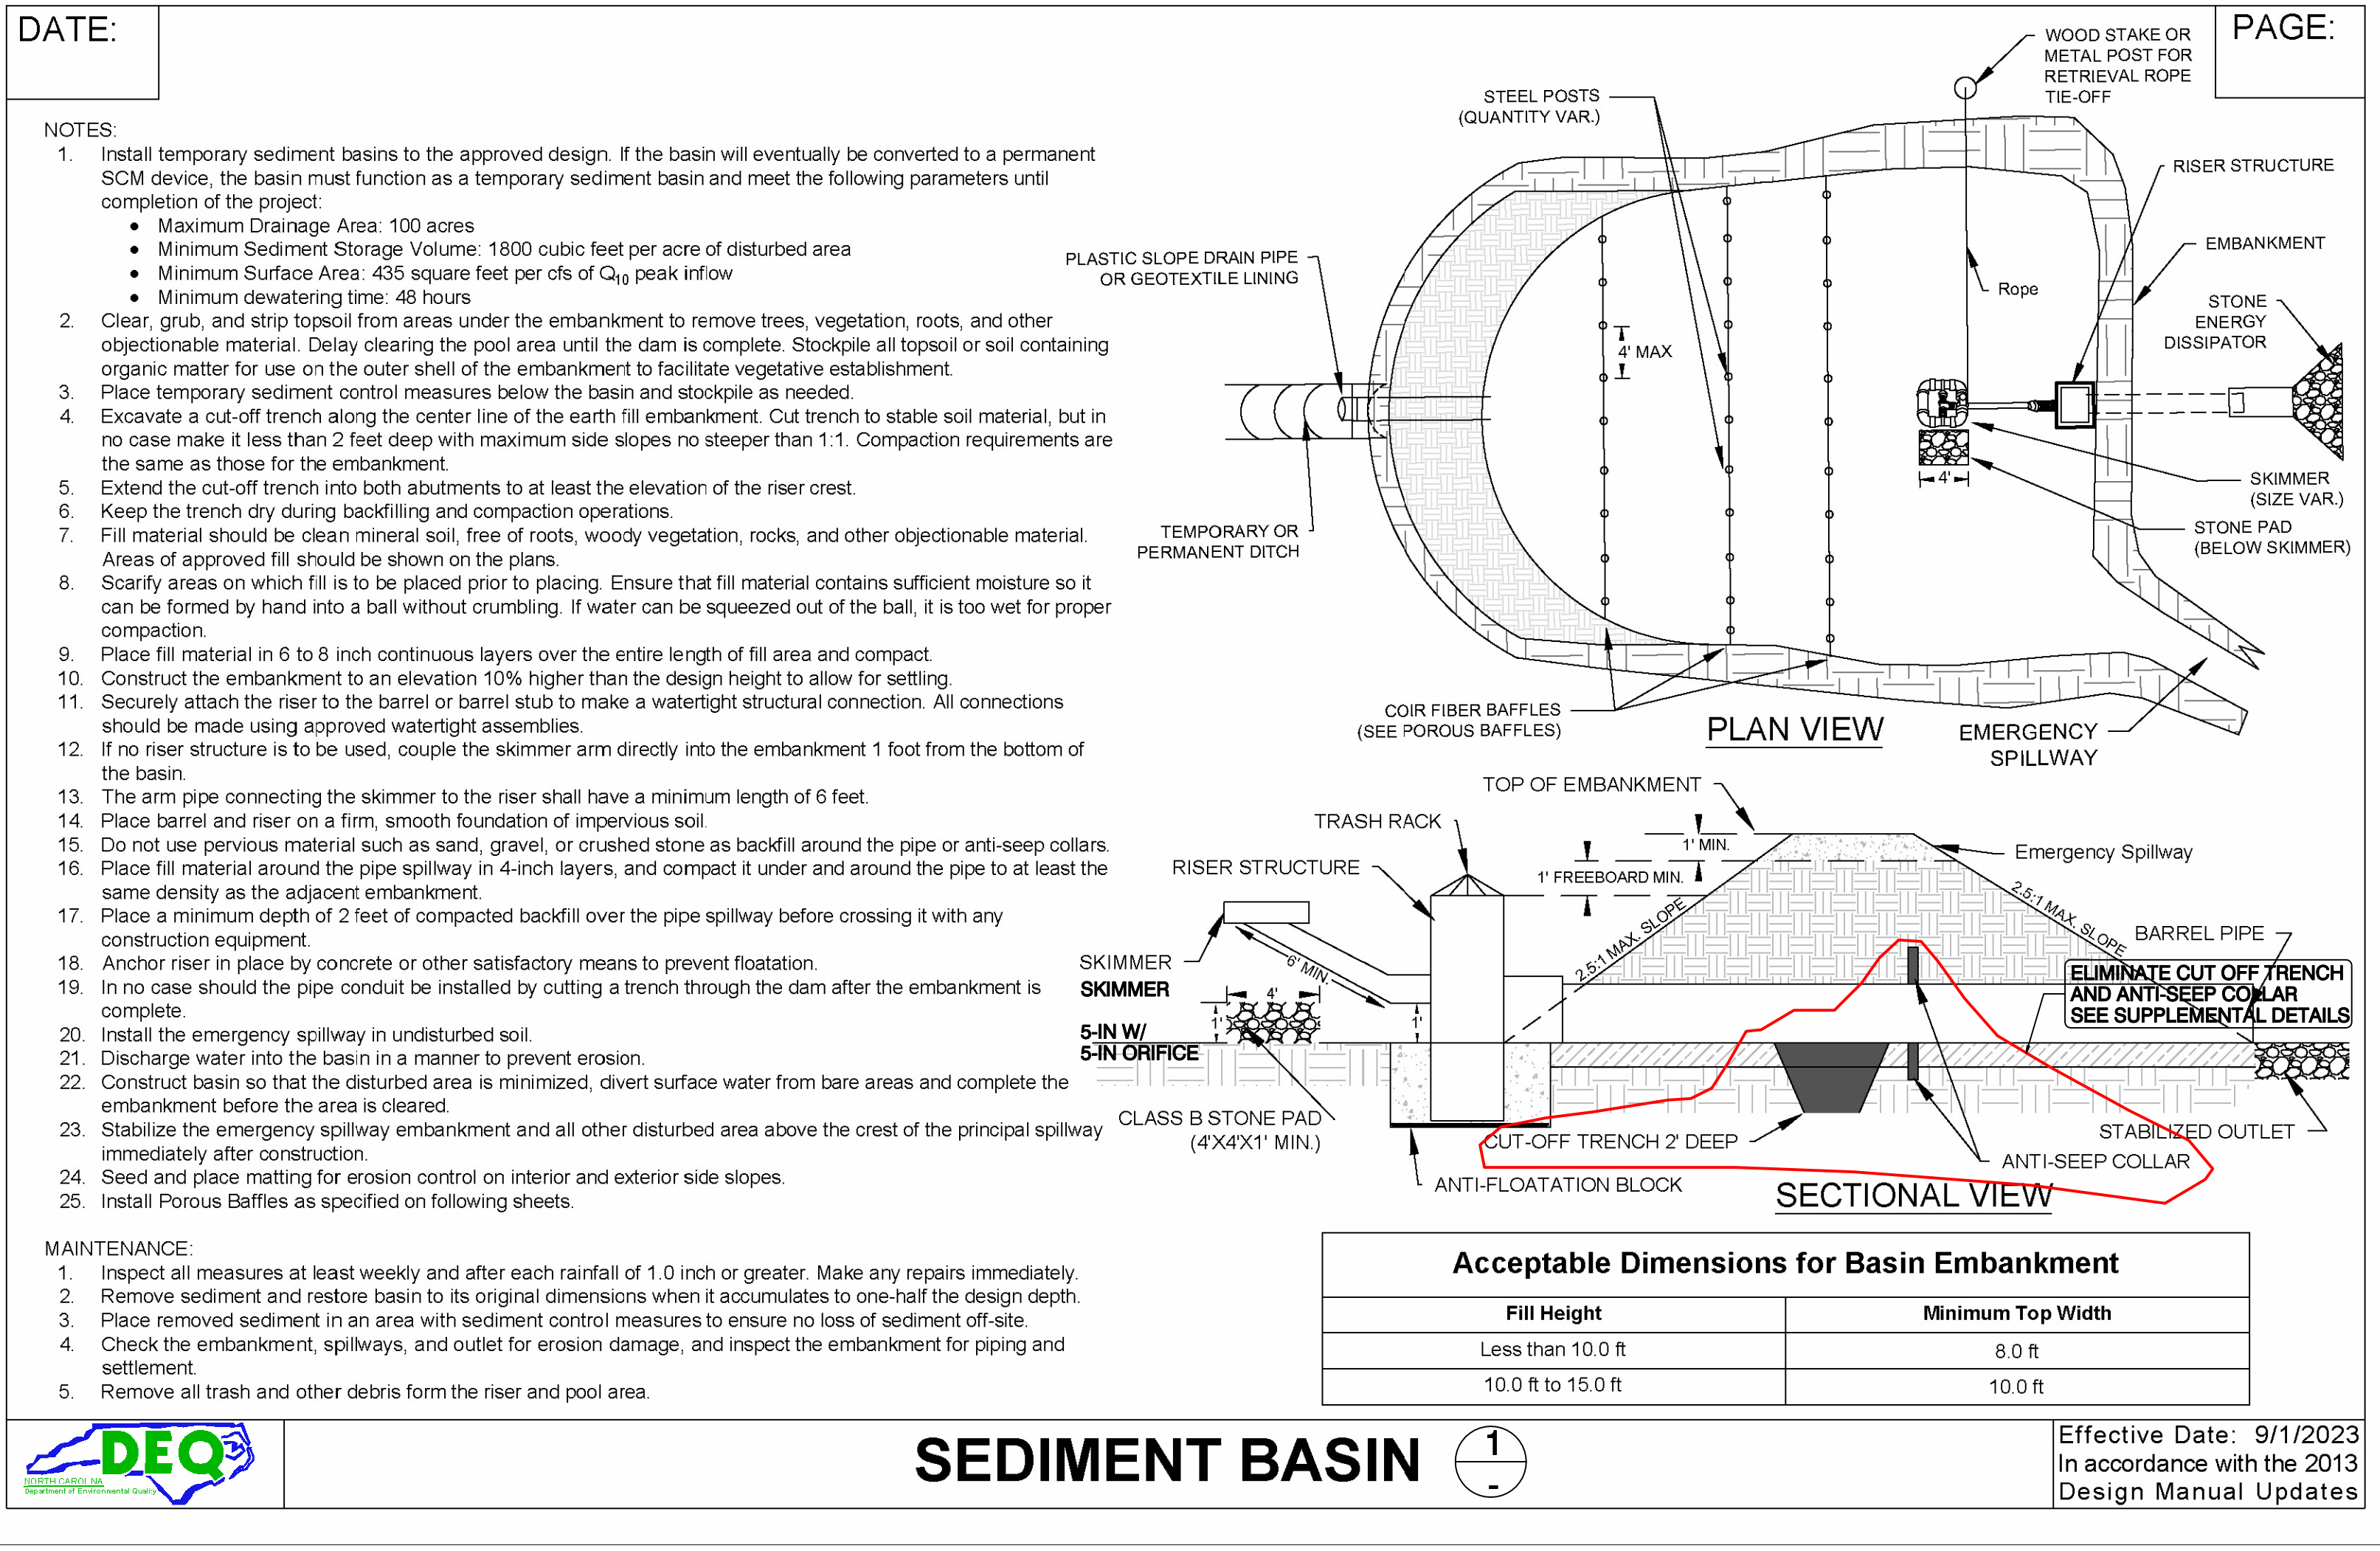 DATE:
PAGE:
NOTES:
1. Install temporary sediment basins to the approved design. If the basin will eventually be converted to a permanent
SCM device, the basin must function as a temporary sediment basin and meet the following parameters until
completion of the project:
• Maximum Drainage Area: 100 acres
• Minimum Sediment Storage Volume: 1800 cubic feet per acre of disturbed area
• Minimum Surface Area: 435 square feet per cfs of Q10 peak inflow
• Minimum dewatering time: 48 hours
2. Clear, grub, and strip topsoil from areas under the embankment to remove trees, vegetation, roots, and other
objectionable material. Delay clearing the pool area until the dam is complete. Stockpile all topsoil or soil containing
organic matter for use on the outer shell of the embankment to facilitate vegetative establishment.
3. Place temporary sediment control measures below the basin and stockpile as needed.
4. Excavate a cut-off trench along the center line of the earth fill embankment. Cut trench to stable soil material, but in
no case make it less than 2 feet deep with maximum side slopes no steeper than 1:1. Compaction requirements are
the same as those for the embankment.
5. Extend the cut-off trench into both abutments to at least the elevation of the riser crest.
6. Keep the trench dry during backfilling and compaction operations.
7. Fill material should be clean mineral soil, free of roots, woody vegetation, rocks, and other objectionable material.
Areas of approved fill should be shown on the plans.
8. Scarify areas on which fill is to be placed prior to placing. Ensure that fill material contains sufficient moisture so it
can be formed by hand into a ball without crumbling. If water can be squeezed out of the ball, it is too wet for proper
compaction.
9. Place fill material in 6 to 8 inch continuous layers over the entire length of fill area and compact.
10. Construct the embankment to an elevation 10% higher than the design height to allow for settling.
11. Securely attach the riser to the barrel or barrel stub to make a watertight structural connection. All connections
should be made using approved watertight assemblies.
12. If no riser structure is to be used, couple the skimmer arm directly into the embankment 1 foot from the bottom of
the basin.
13. The arm pipe connecting the skimmer to the riser shall have a minimum length of 6 feet.
14. Place barrel and riser on a firm, smooth foundation of impervious soil.
15. Do not use pervious material such as sand, gravel, or crushed stone as backfill around the pipe or anti-seep collars.
16. Place fill material around the pipe spillway in 4-inch layers, and compact it under and around the pipe to at least the
same density as the adjacent embankment.
17. Place a minimum depth of 2 feet of compacted backfill over the pipe spillway before crossing it with any
construction equipment.
18. Anchor riser in place by concrete or other satisfactory means to prevent floatation.
19. In no case should the pipe conduit be installed by cutting a trench through the dam after the embankment is
complete.
20. Install the emergency spillway in undisturbed soil.
21. Discharge water into the basin in a manner to prevent erosion.
22. Construct basin so that the disturbed area is minimized, divert surface water from bare areas and complete the
embankment before the area is cleared.
23. Stabilize the emergency spillway embankment and all other disturbed area above the crest of the principal spillway
immediately after construction.
24. Seed and place matting for erosion control on interior and exterior side slopes.
25. Install Porous Baffles as specified on following sheets.
MAINTENANCE:
1. Inspect all measures at least weekly and after each rainfall of 1.0 inch or greater. Make any repairs immediately.
2. Remove sediment and restore basin to its original dimensions when it accumulates to one-half the design depth.
3. Place removed sediment in an area with sediment control measures to ensure no loss of sediment off-site.
4. Check the embankment, spillways, and outlet for erosion damage, and inspect the embankment for piping and
settlement.
5. Remove all trash and other debris form the riser and pool area.
WOOD STAKE OR
METAL POST FOR
RETRIEVAL ROPE
TIE-OFF
STEEL POSTS
(QUANTITY VAR.)
RISER STRUCTURE
EMBANKMENT
PLASTIC SLOPE DRAIN PIPE
OR GEOTEXTILE LINING
Rope
STONE
ENERGY
DISSIPATOR
4' MAX
4'
SKIMMER
(SIZE VAR.)
STONE PAD
(BELOW SKIMMER)
TEMPORARY OR
PERMANENT DITCH
COIR FIBER BAFFLES
(SEE POROUS BAFFLES)
PLAN VIEW
EMERGENCY
SPILLWAY
TOP OF EMBANKMENT
TRASH RACK
1' MIN.
RISER STRUCTURE
1' FREEBOARD MIN.
Emergency Spillway
2.5:1 MAX. SLOPE
2.5:1 MAX. SLOPE
BARREL PIPE
SKIMMER
SKIMMER
6' MIN.
4'
1'
1'
5-IN W/
5-IN ORIFICE
ELIMINATE CUT OFF TRENCH
AND ANTI-SEEP COLLAR
SEE SUPPLEMENTAL DETAILS
CLASS B STONE PAD
(4'X4'X1' MIN.)
CUT-OFF TRENCH 2' DEEP
STABILIZED OUTLET
ANTI-SEEP COLLAR
ANTI-FLOATATION BLOCK
SECTIONAL VIEW
Acceptable Dimensions for Basin Embankment
Fill Height Minimum Top Width
Less than 10.0 ft 8.0 ft
10.0 ft to 15.0 ft 10.0 ft
DEQ
NORTH CAROLINA
Department of Environmental Quality
SEDIMENT BASIN
1
-
Effective Date: 9/1/2023
In accordance with the 2013
Design Manual Updates